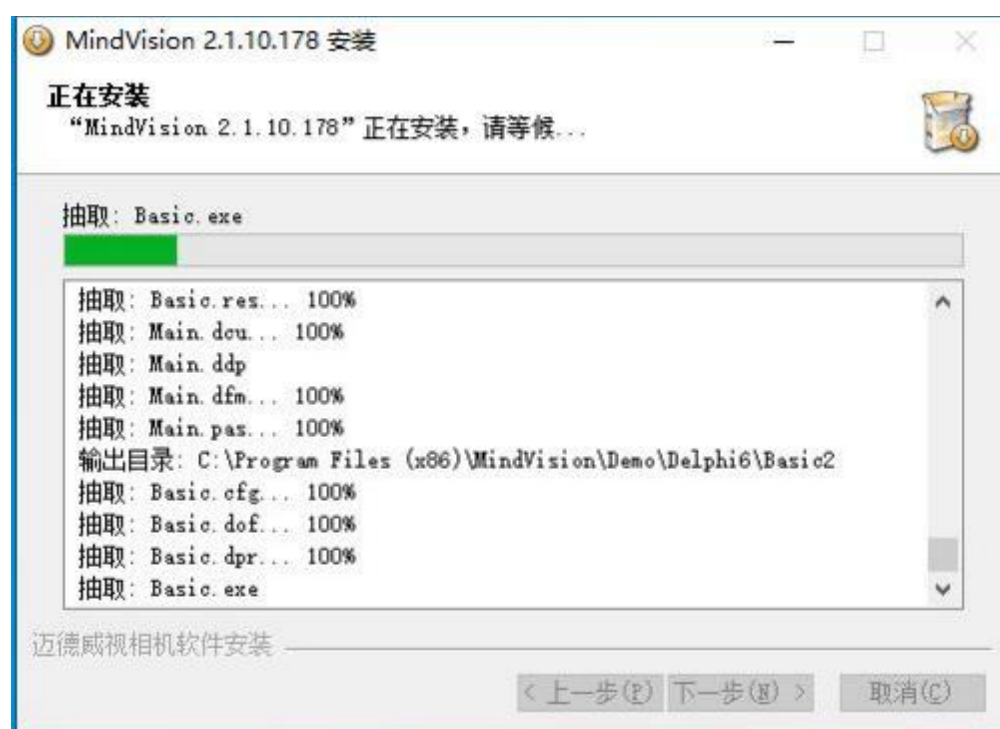 MindVision 2.1.10.178 安装
正在安装
“MindVision 2.1.10.178”正在安装，请等候...
抽取: Basic.exe
抽取: Basic.res... 100%
抽取: Main.dcu... 100%
抽取: Main.ddp
抽取: Main.dfm... 100%
抽取: Main.pas... 100%
输出目录: C:\Program Files (x86)\MindVision\Demo\Delphi6\Basic2
抽取: Basic.cfg... 100%
抽取: Basic.dof... 100%
抽取: Basic.dpr... 100%
抽取: Basic.exe
迈德威视相机软件安装
< 上一步(P) 下一步(N) > 取消(C)